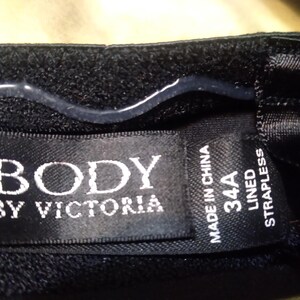 BODY
BY VICTORIA
MADE IN CHINA
34A
LINED
STRAPLESS